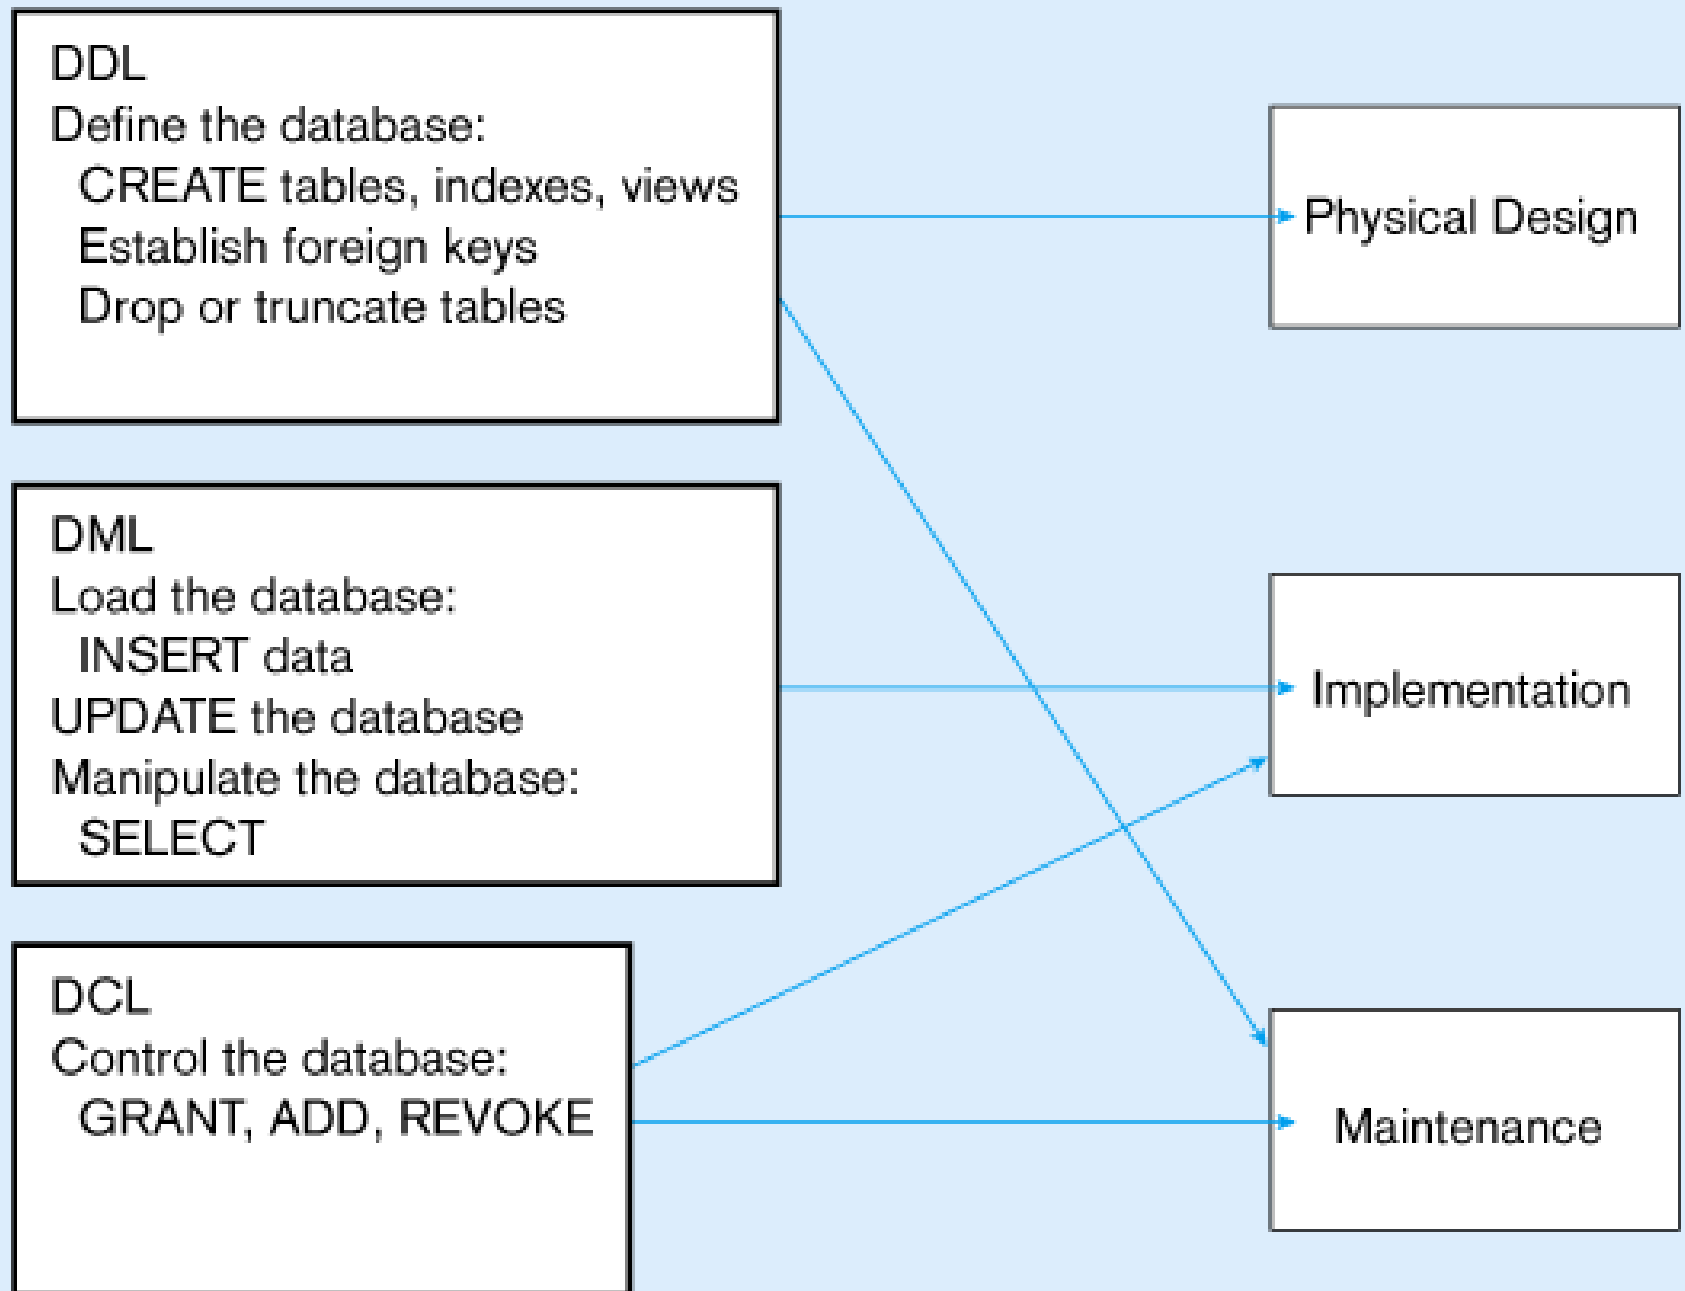 DDL
Define the database:
CREATE tables, indexes, views
Establish foreign keys
Drop or truncate tables
Physical Design
DML
Load the database:
INSERT data
UPDATE the database
Manipulate the database:
SELECT
Implementation
DCL
Control the database:
GRANT, ADD, REVOKE
Maintenance